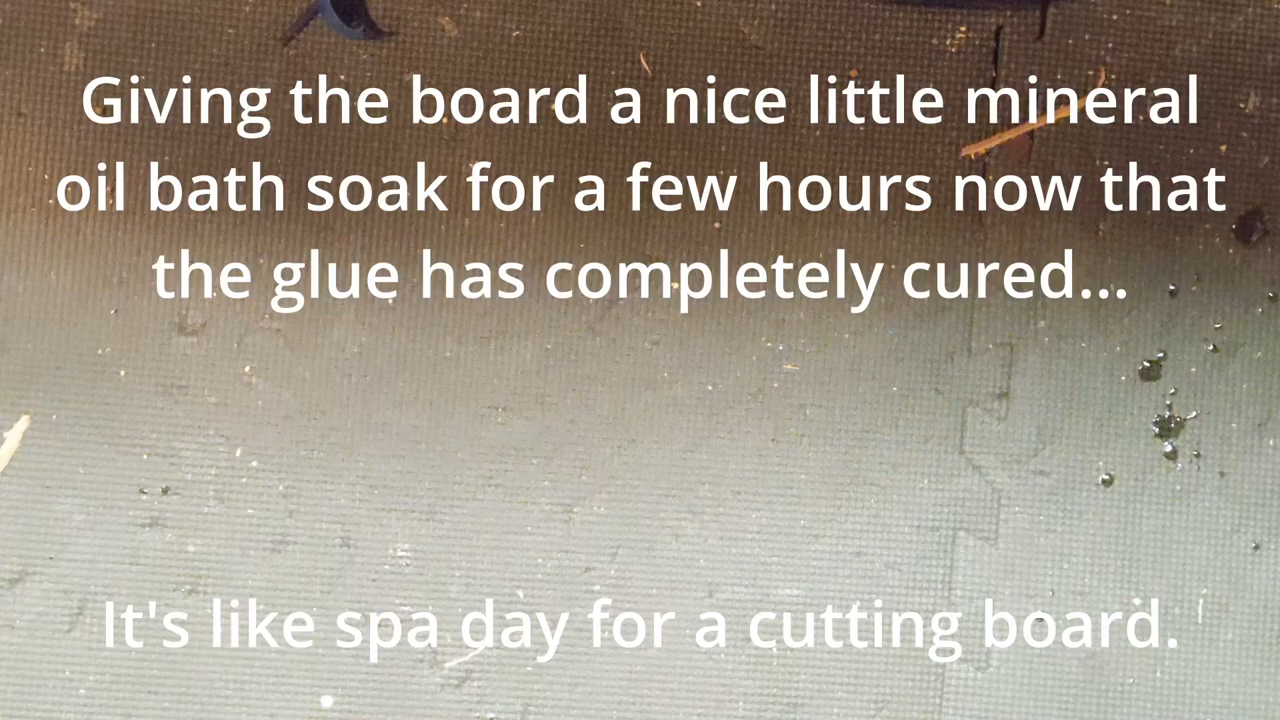 Giving the board a nice little mineral
oil bath soak for a few hours now that
the glue has completely cured...
It's like spa day for a cutting board.